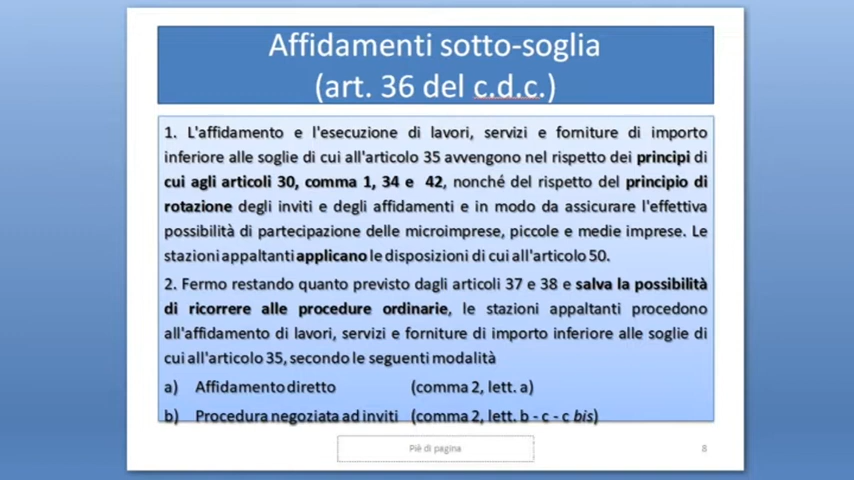 Affidamenti sotto-soglia
(art. 36 del c.d.c.)
1. L'affidamento e l'esecuzione di lavori, servizi e forniture di importo
inferiore alle soglie di cui all'articolo 35 avvengono nel rispetto dei principi di
cui agli articoli 30, comma 1, 34 e 42, nonché del rispetto del principio di
rotazione degli inviti e degli affidamenti e in modo da assicurare l'effettiva
possibilità di partecipazione delle microimprese, piccole e medie imprese. Le
stazioni appaltanti applicano le disposizioni di cui all'articolo 50.
2. Fermo restando quanto previsto dagli articoli 37 e 38 e salva la possibilità
di ricorrere alle procedure ordinarie, le stazioni appaltanti procedono
all'affidamento di lavori, servizi e forniture di importo inferiore alle soglie di
cui all'articolo 35, secondo le seguenti modalità
a) Affidamento diretto (comma 2, lett. a)
b) Procedura negoziata ad inviti (comma 2, lett. b - c - c bis)
Piè di pagina 8